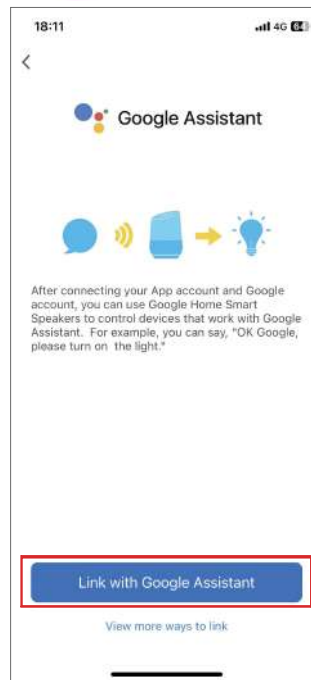 18:11
4G 64
Google Assistant
After connecting your App account and Google
account, you can use Google Home Smart
Speakers to control devices that work with Google
Assistant. For example, you can say, "OK Google,
please turn on the light."
Link with Google Assistant
View more ways to link